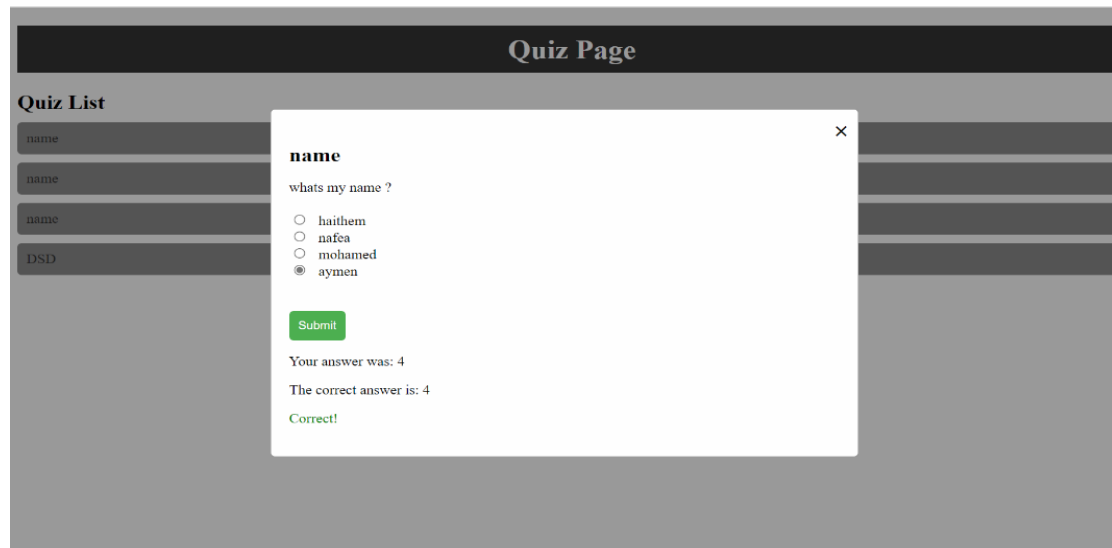 Quiz Page
Quiz List
name
name
name
DSD
×
name
whats my name ?
haithem
nafea
mohamed
aymen
Submit
Your answer was: 4
The correct answer is: 4
Correct!